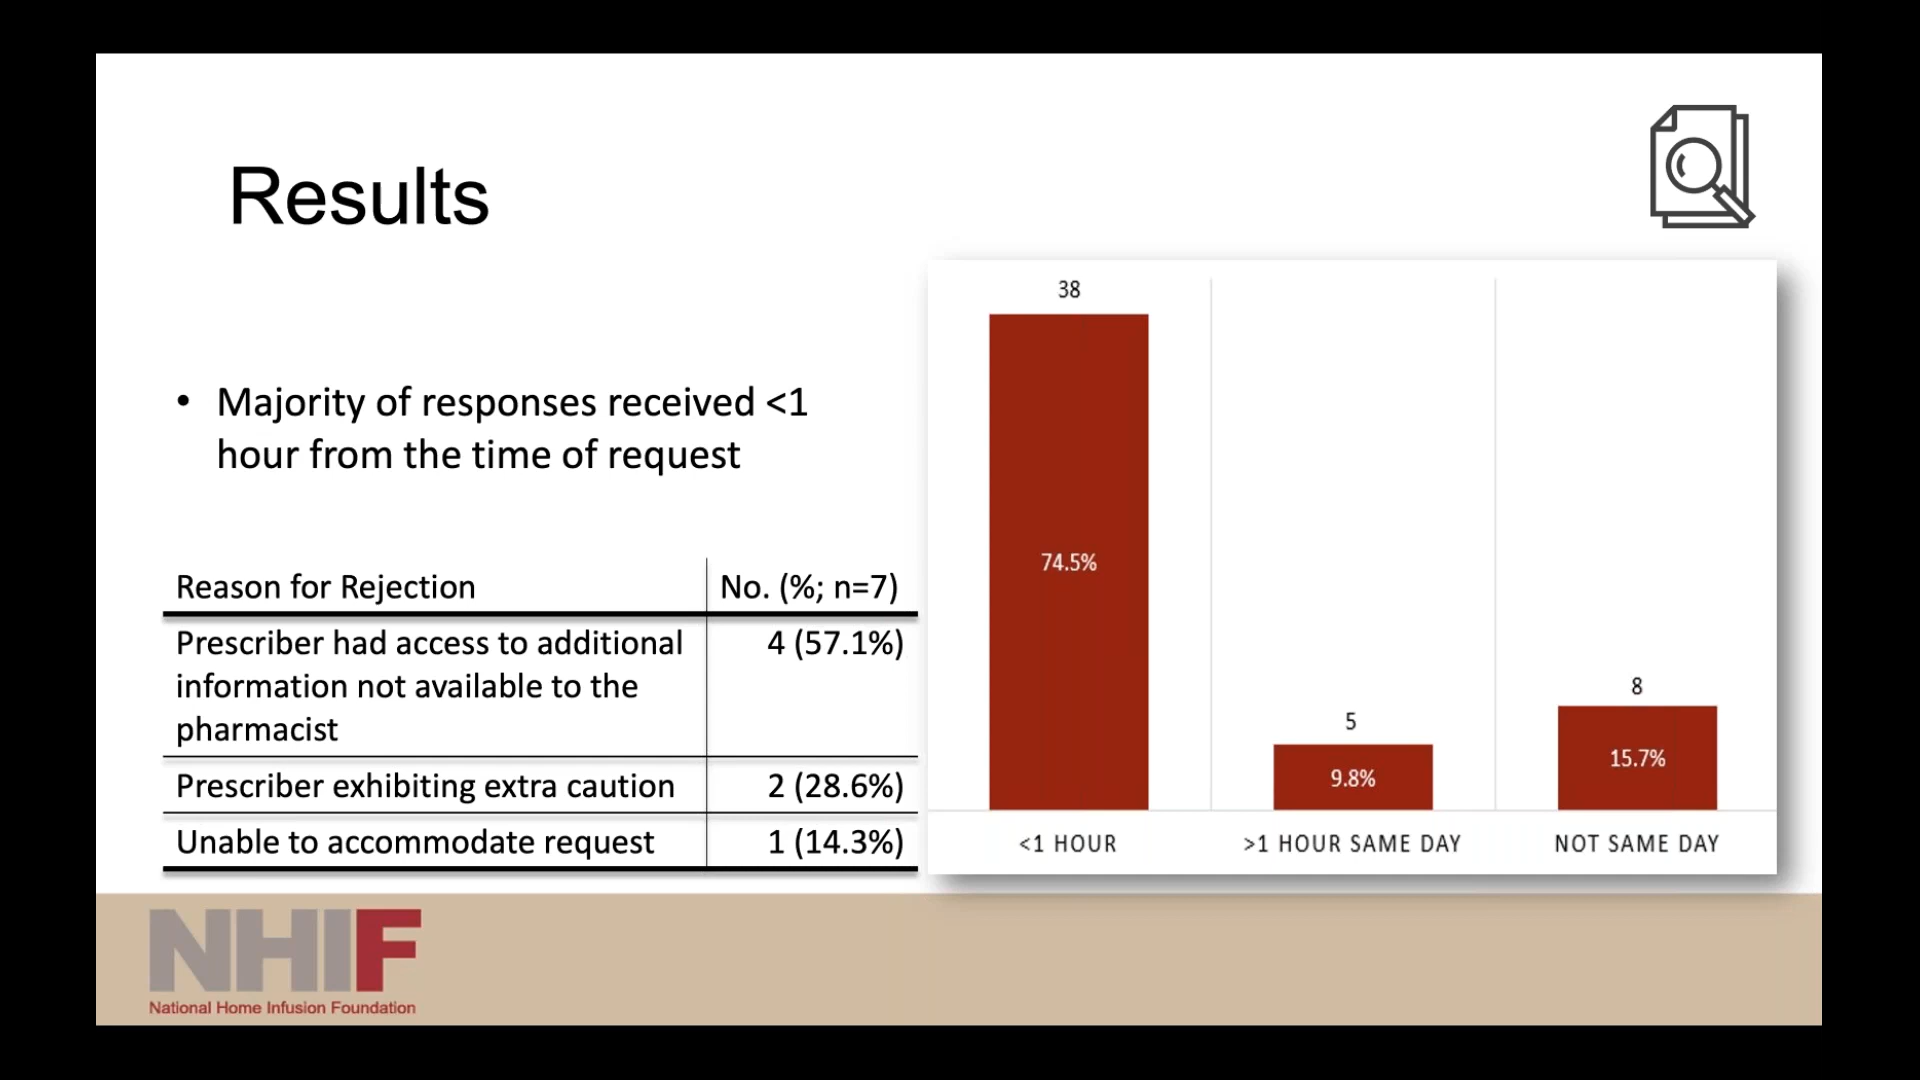 Results
• Majority of responses received <1
hour from the time of request
Reason for Rejection No. (%; n=7)
Prescriber had access to additional 4 (57.1%)
information not available to the
pharmacist
Prescriber exhibiting extra caution 2 (28.6%)
Unable to accommodate request 1 (14.3%)
38
74.5%
5
9.8%
8
15.7%
<1 HOUR >1 HOUR SAME DAY NOT SAME DAY
NHIF
National Home Infusion Foundation